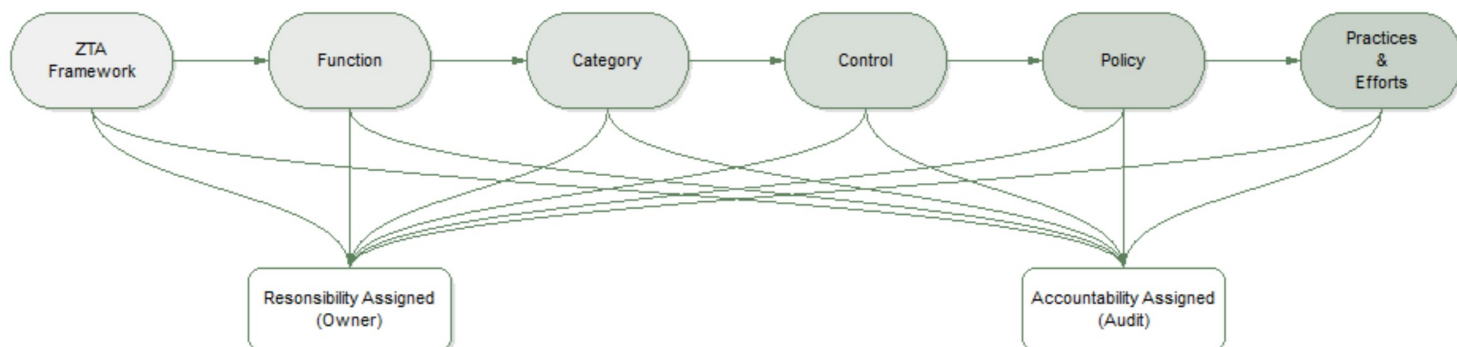 ZTA
Framework
Function
Category
Control
Policy
Practices
&
Efforts
Resonsibility Assigned
(Owner)
Accountability Assigned
(Audit)